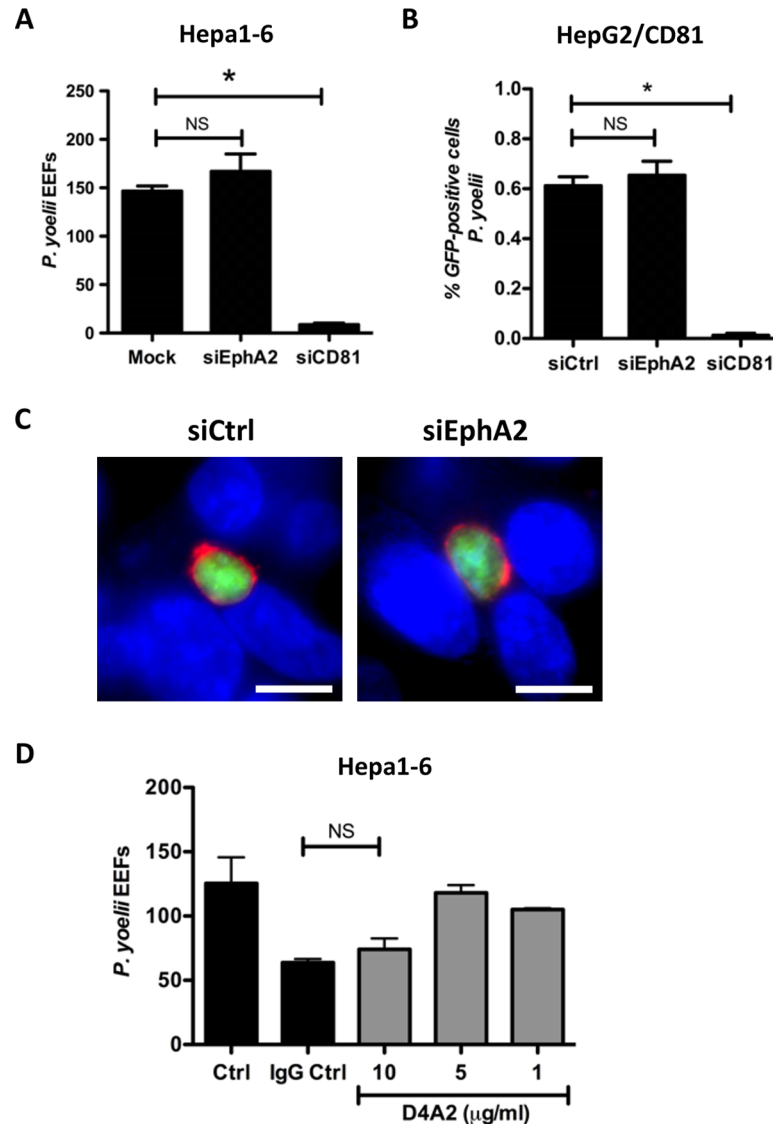 A
Hepa1-6
P. yoelii EEFs
250
200
150
100
50
0
*
NS
Mock siEphA2 siCD81
B
HepG2/CD81
% GFP-positive cells
P. yoelii
1.0
0.8
0.6
0.4
0.2
0.0
*
NS
siCtrl siEphA2 siCD81
C
siCtrl siEphA2
D
Hepa1-6
P. yoelii EEFs
200
150
100
50
0
NS
Ctrl IgG Ctrl 10 5 1
D4A2 (μg/ml)